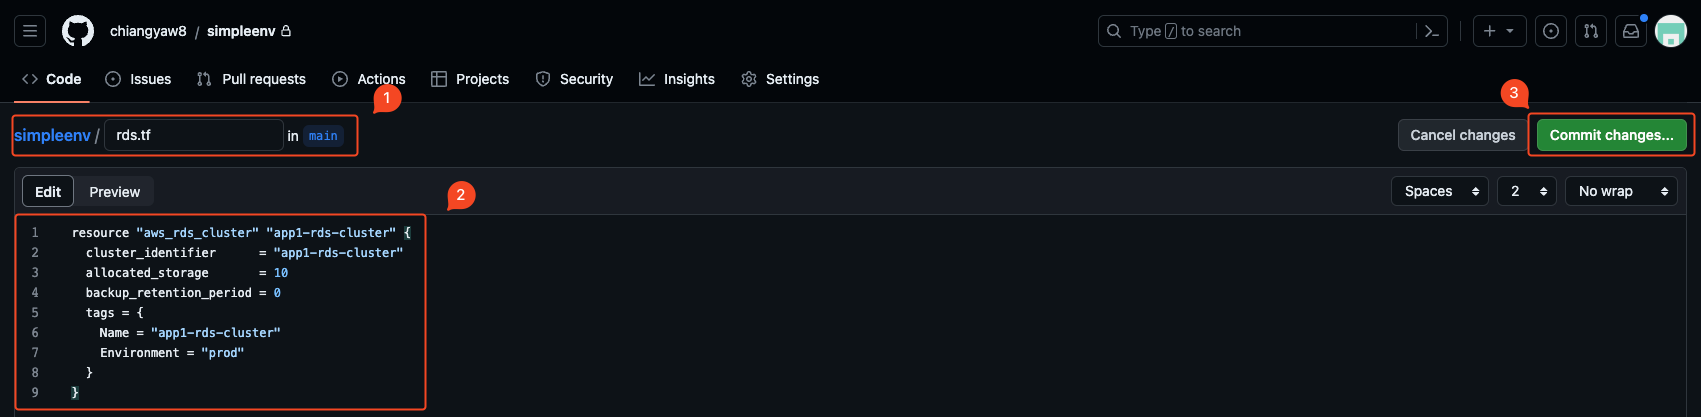 chiangyaw8 / simpleenv
Type / to search
Code Issues Pull requests Actions Projects Security Insights Settings
1
3
simpleenv / rds.tf in main
Cancel changes Commit changes...
Edit Preview
2
Spaces 2 No wrap
1 resource "aws_rds_cluster" "app1-rds-cluster" {
2 cluster_identifier = "app1-rds-cluster"
3 allocated_storage = 10
4 backup_retention_period = 0
5 tags = {
6 Name = "app1-rds-cluster"
7 Environment = "prod"
8 }
9 }